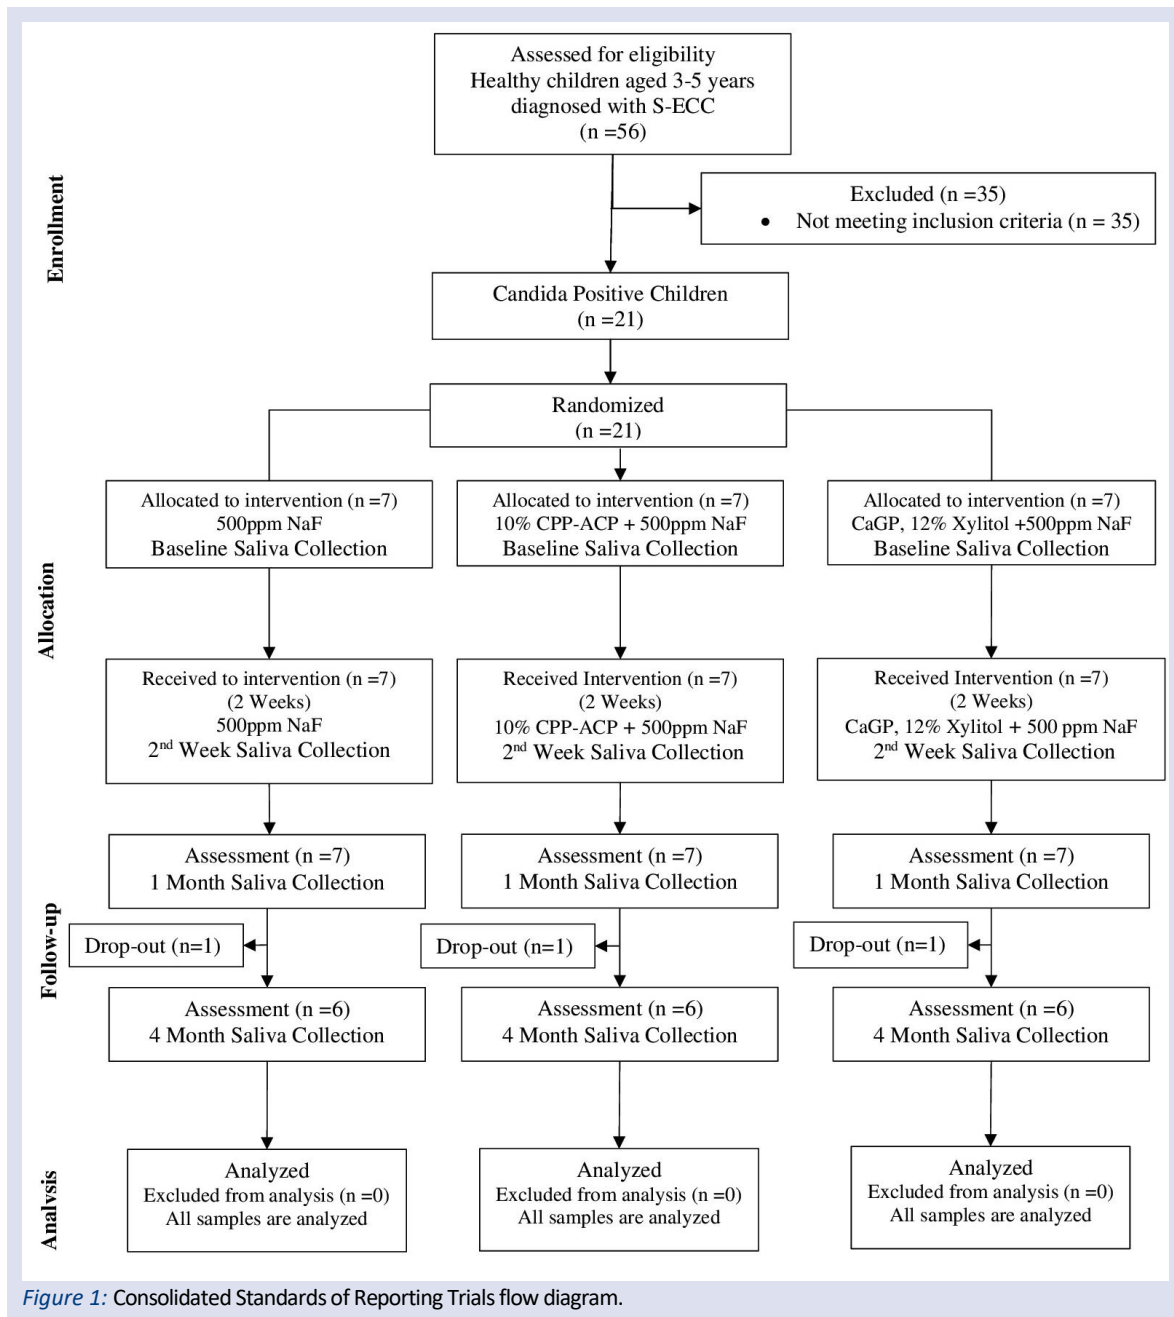 Assessed for eligibility
Healthy children aged 3-5 years
diagnosed with S-ECC
(n =56)
Enrollment
Excluded (n =35)
• Not meeting inclusion criteria (n = 35)
Candida Positive Children
(n =21)
Randomized
(n =21)
Allocation
Allocated to intervention (n =7)
500ppm NaF
Baseline Saliva Collection
Allocated to intervention (n =7)
10% CPP-ACP + 500ppm NaF
Baseline Saliva Collection
Allocated to intervention (n =7)
CaGP, 12% Xylitol +500ppm NaF
Baseline Saliva Collection
Received to intervention (n =7)
(2 Weeks)
500ppm NaF
2nd Week Saliva Collection
Received Intervention (n =7)
(2 Weeks)
10% CPP-ACP + 500ppm NaF
2nd Week Saliva Collection
Received Intervention (n =7)
(2 Weeks)
CaGP, 12% Xylitol + 500 ppm NaF
2nd Week Saliva Collection
Follow-up
Assessment (n =7)
1 Month Saliva Collection
Assessment (n =7)
1 Month Saliva Collection
Assessment (n =7)
1 Month Saliva Collection
Drop-out (n=1)
Drop-out (n=1)
Drop-out (n=1)
Assessment (n =6)
4 Month Saliva Collection
Assessment (n =6)
4 Month Saliva Collection
Assessment (n =6)
4 Month Saliva Collection
Analysis
Analyzed
Excluded from analysis (n =0)
All samples are analyzed
Analyzed
Excluded from analysis (n =0)
All samples are analyzed
Analyzed
Excluded from analysis (n =0)
All samples are analyzed
Figure 1: Consolidated Standards of Reporting Trials flow diagram.